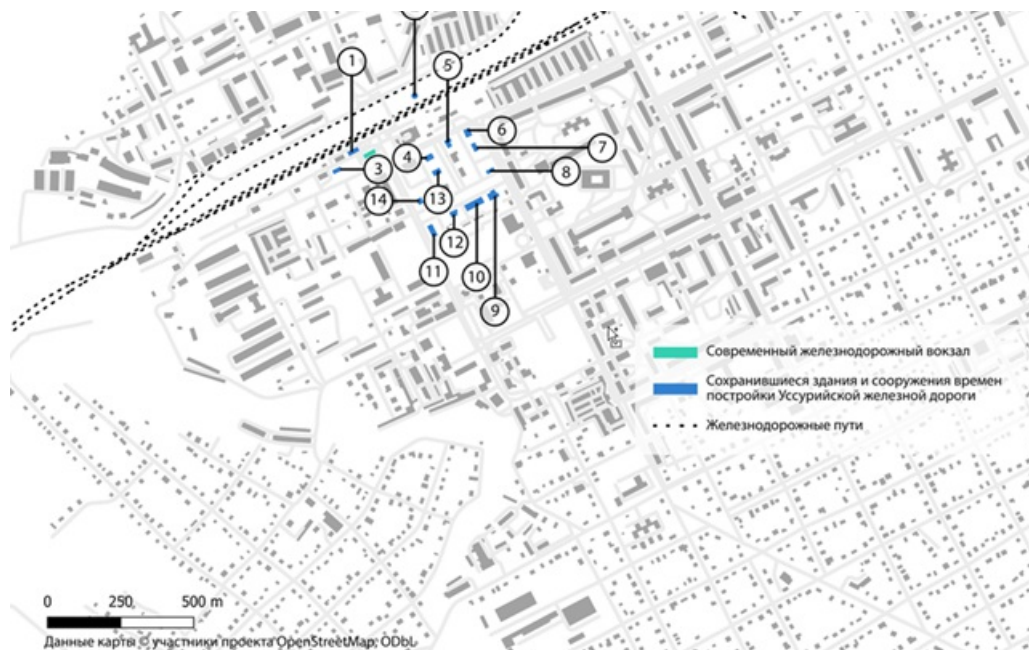 1
5
6
7
4
3
8
14
13
12
11
10
9
Современный железнодорожный вокзал
Сохранившиеся здания и сооружения времен
постройки Уссурийской железной дороги
Железнодорожные пути
0 250 500 m
Данные карты © участники проекта OpenStreetMap, ODbL